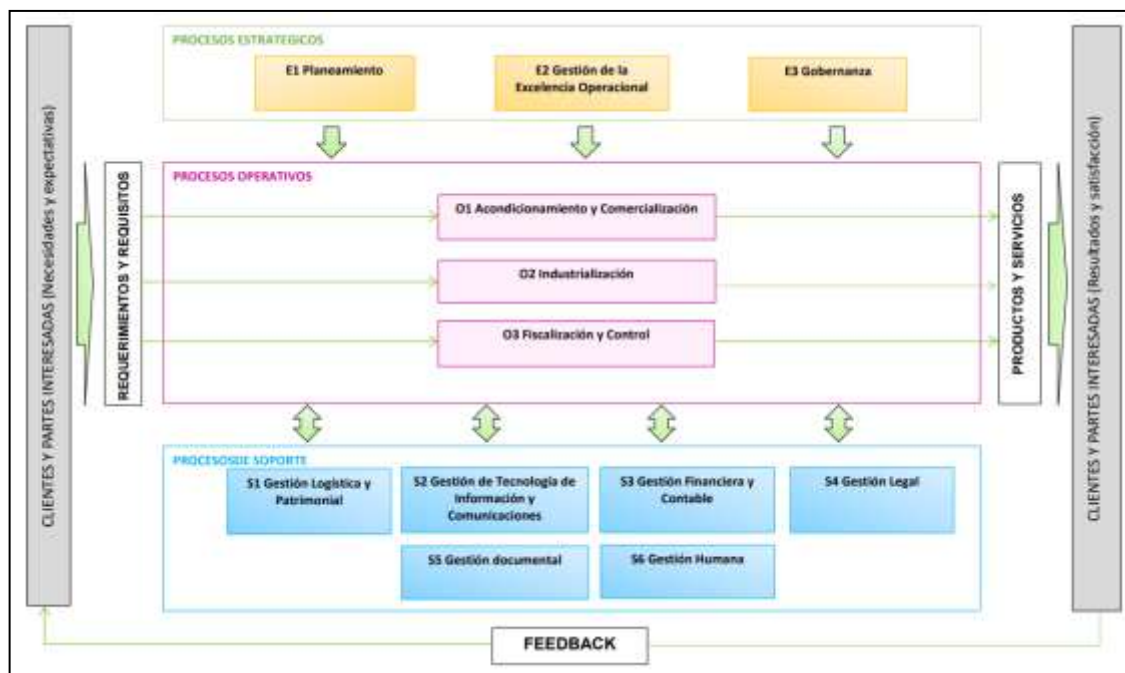 CLIENTES Y PARTES INTERESADAS (Necesidades y expectativas)
REQUERIMIENTOS Y REQUISITOS
PROCESOS ESTRATEGICOS
E1 Planeamiento
E2 Gestión de la
Excelencia Operacional
E3 Gobernanza
PROCESOS OPERATIVOS
O1 Acondicionamiento y Comercialización
O2 Industrialización
O3 Fiscalización y Control
PROCESOSDE SOPORTE
S1 Gestión Logística y
Patrimonial
S2 Gestión de Tecnología de
Información y
Comunicaciones
S3 Gestión Financiera y
Contable
S4 Gestión Legal
S5 Gestión documental
S6 Gestión Humana
PRODUCTOS Y SERVICIOS
CLIENTES Y PARTES INTERESADAS (Resultados y satisfacción)
FEEDBACK